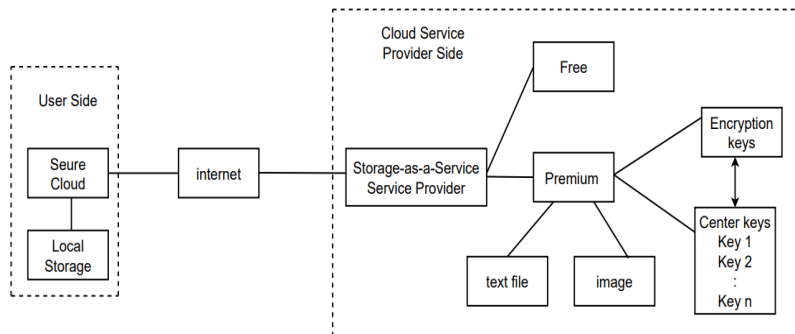 Cloud Service
Provider Side
Free
User Side
Encryption
keys
Seure
Cloud
internet
Storage-as-a-Service
Service Provider
Premium
Center keys
Key 1
Key 2
:
Key n
Local
Storage
text file
image